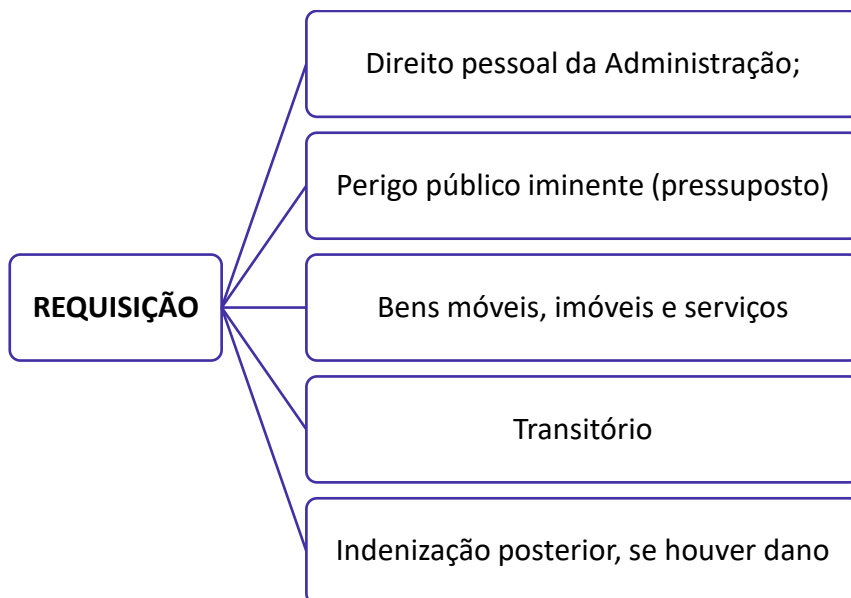 Direito pessoal da Administração;
Perigo público iminente (pressuposto)
REQUISIÇÃO
Bens móveis, imóveis e serviços
Transitório
Indenização posterior, se houver dano